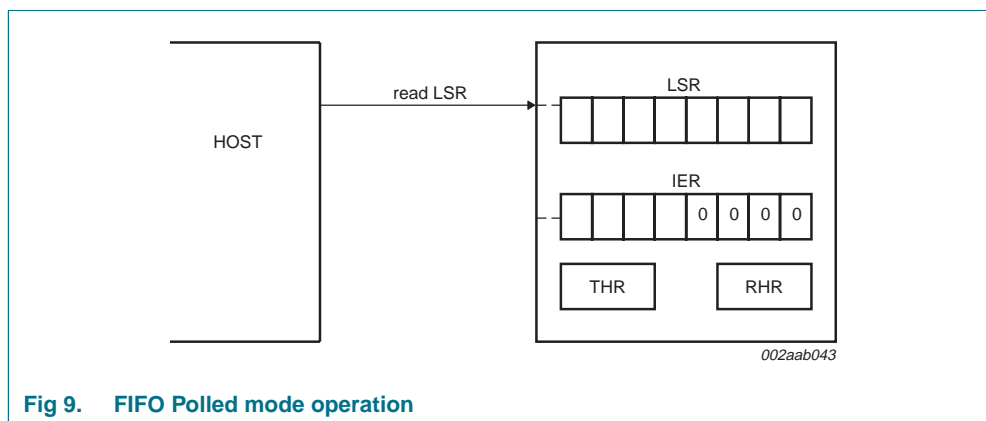 read LSR
LSR
HOST
IER
0 0 0 0
THR RHR
002aab043
Fig 9. FIFO Polled mode operation